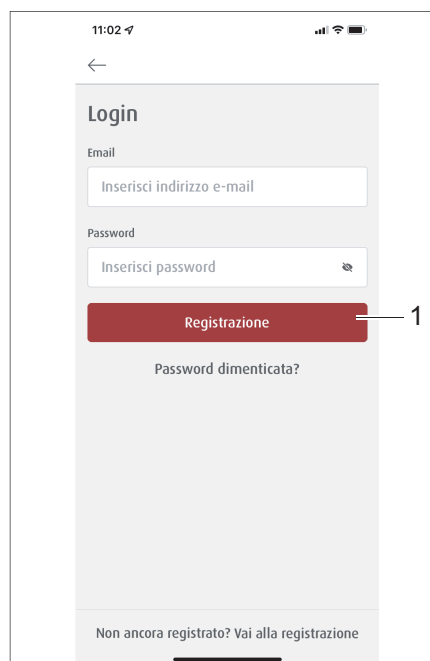 11:02
Login
Email
Inserisci indirizzo e-mail
Password
Inserisci password
Registrazione
1
Password dimenticata?
Non ancora registrato? Vai alla registrazione